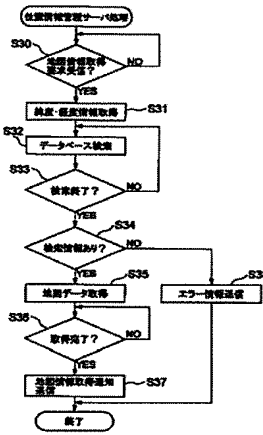 位置情報管理サーバ処理
S30
地図情報取得
要求受信？
NO
YES
緯度・経度情報取得
S31
S32
データベース検索
S33
検索終了？
NO
YES
S34
検索情報あり？
NO
YES
S35
地図データ取得
S3
エラー情報送信
S36
取得完了？
NO
YES
地図情報取得通知
送信
S37
終了